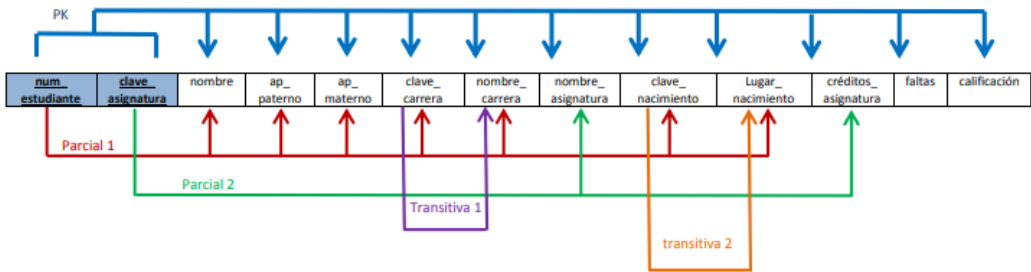 PK
num_ clave_ nombre ap_ ap_ clave_ nombre_ nombre_ clave_ Lugar_ créditos_ faltas calificación
estudiante asignatura paterno materno carrera carrera asignatura nacimiento nacimiento asignatura
Parcial 1
Parcial 2
Transitiva 1
transitiva 2